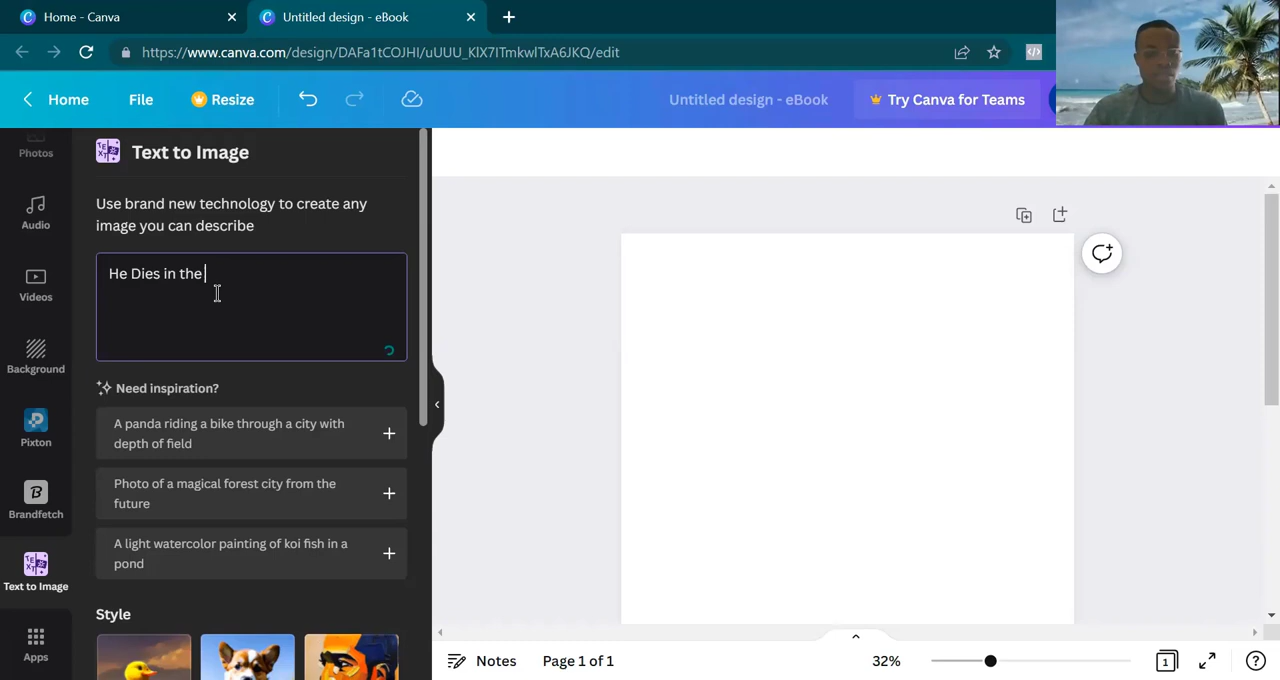 Home - Canva
Untitled design - eBook
https://www.canva.com/design/DAFa1tCOJHI/uUUU_KlX7ITmkwlTxA6JKQ/edit
Home
File
Resize
Untitled design - eBook
Try Canva for Teams
Photos
Audio
Videos
Background
Pixton
Brandfetch
Text to Image
Apps
Text to Image
Use brand new technology to create any
image you can describe
He Dies in the
Need inspiration?
A panda riding a bike through a city with
depth of field
Photo of a magical forest city from the
future
A light watercolor painting of koi fish in a
pond
Style
Notes
Page 1 of 1
32%
1